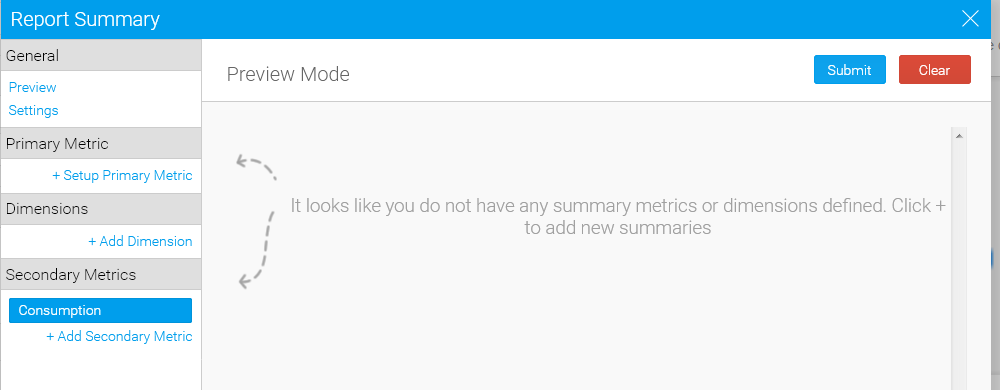 Report Summary
General
Preview
Settings
Primary Metric
+ Setup Primary Metric
Dimensions
+ Add Dimension
Secondary Metrics
Consumption
+ Add Secondary Metric
Preview Mode
Submit
Clear
It looks like you do not have any summary metrics or dimensions defined. Click +
to add new summaries